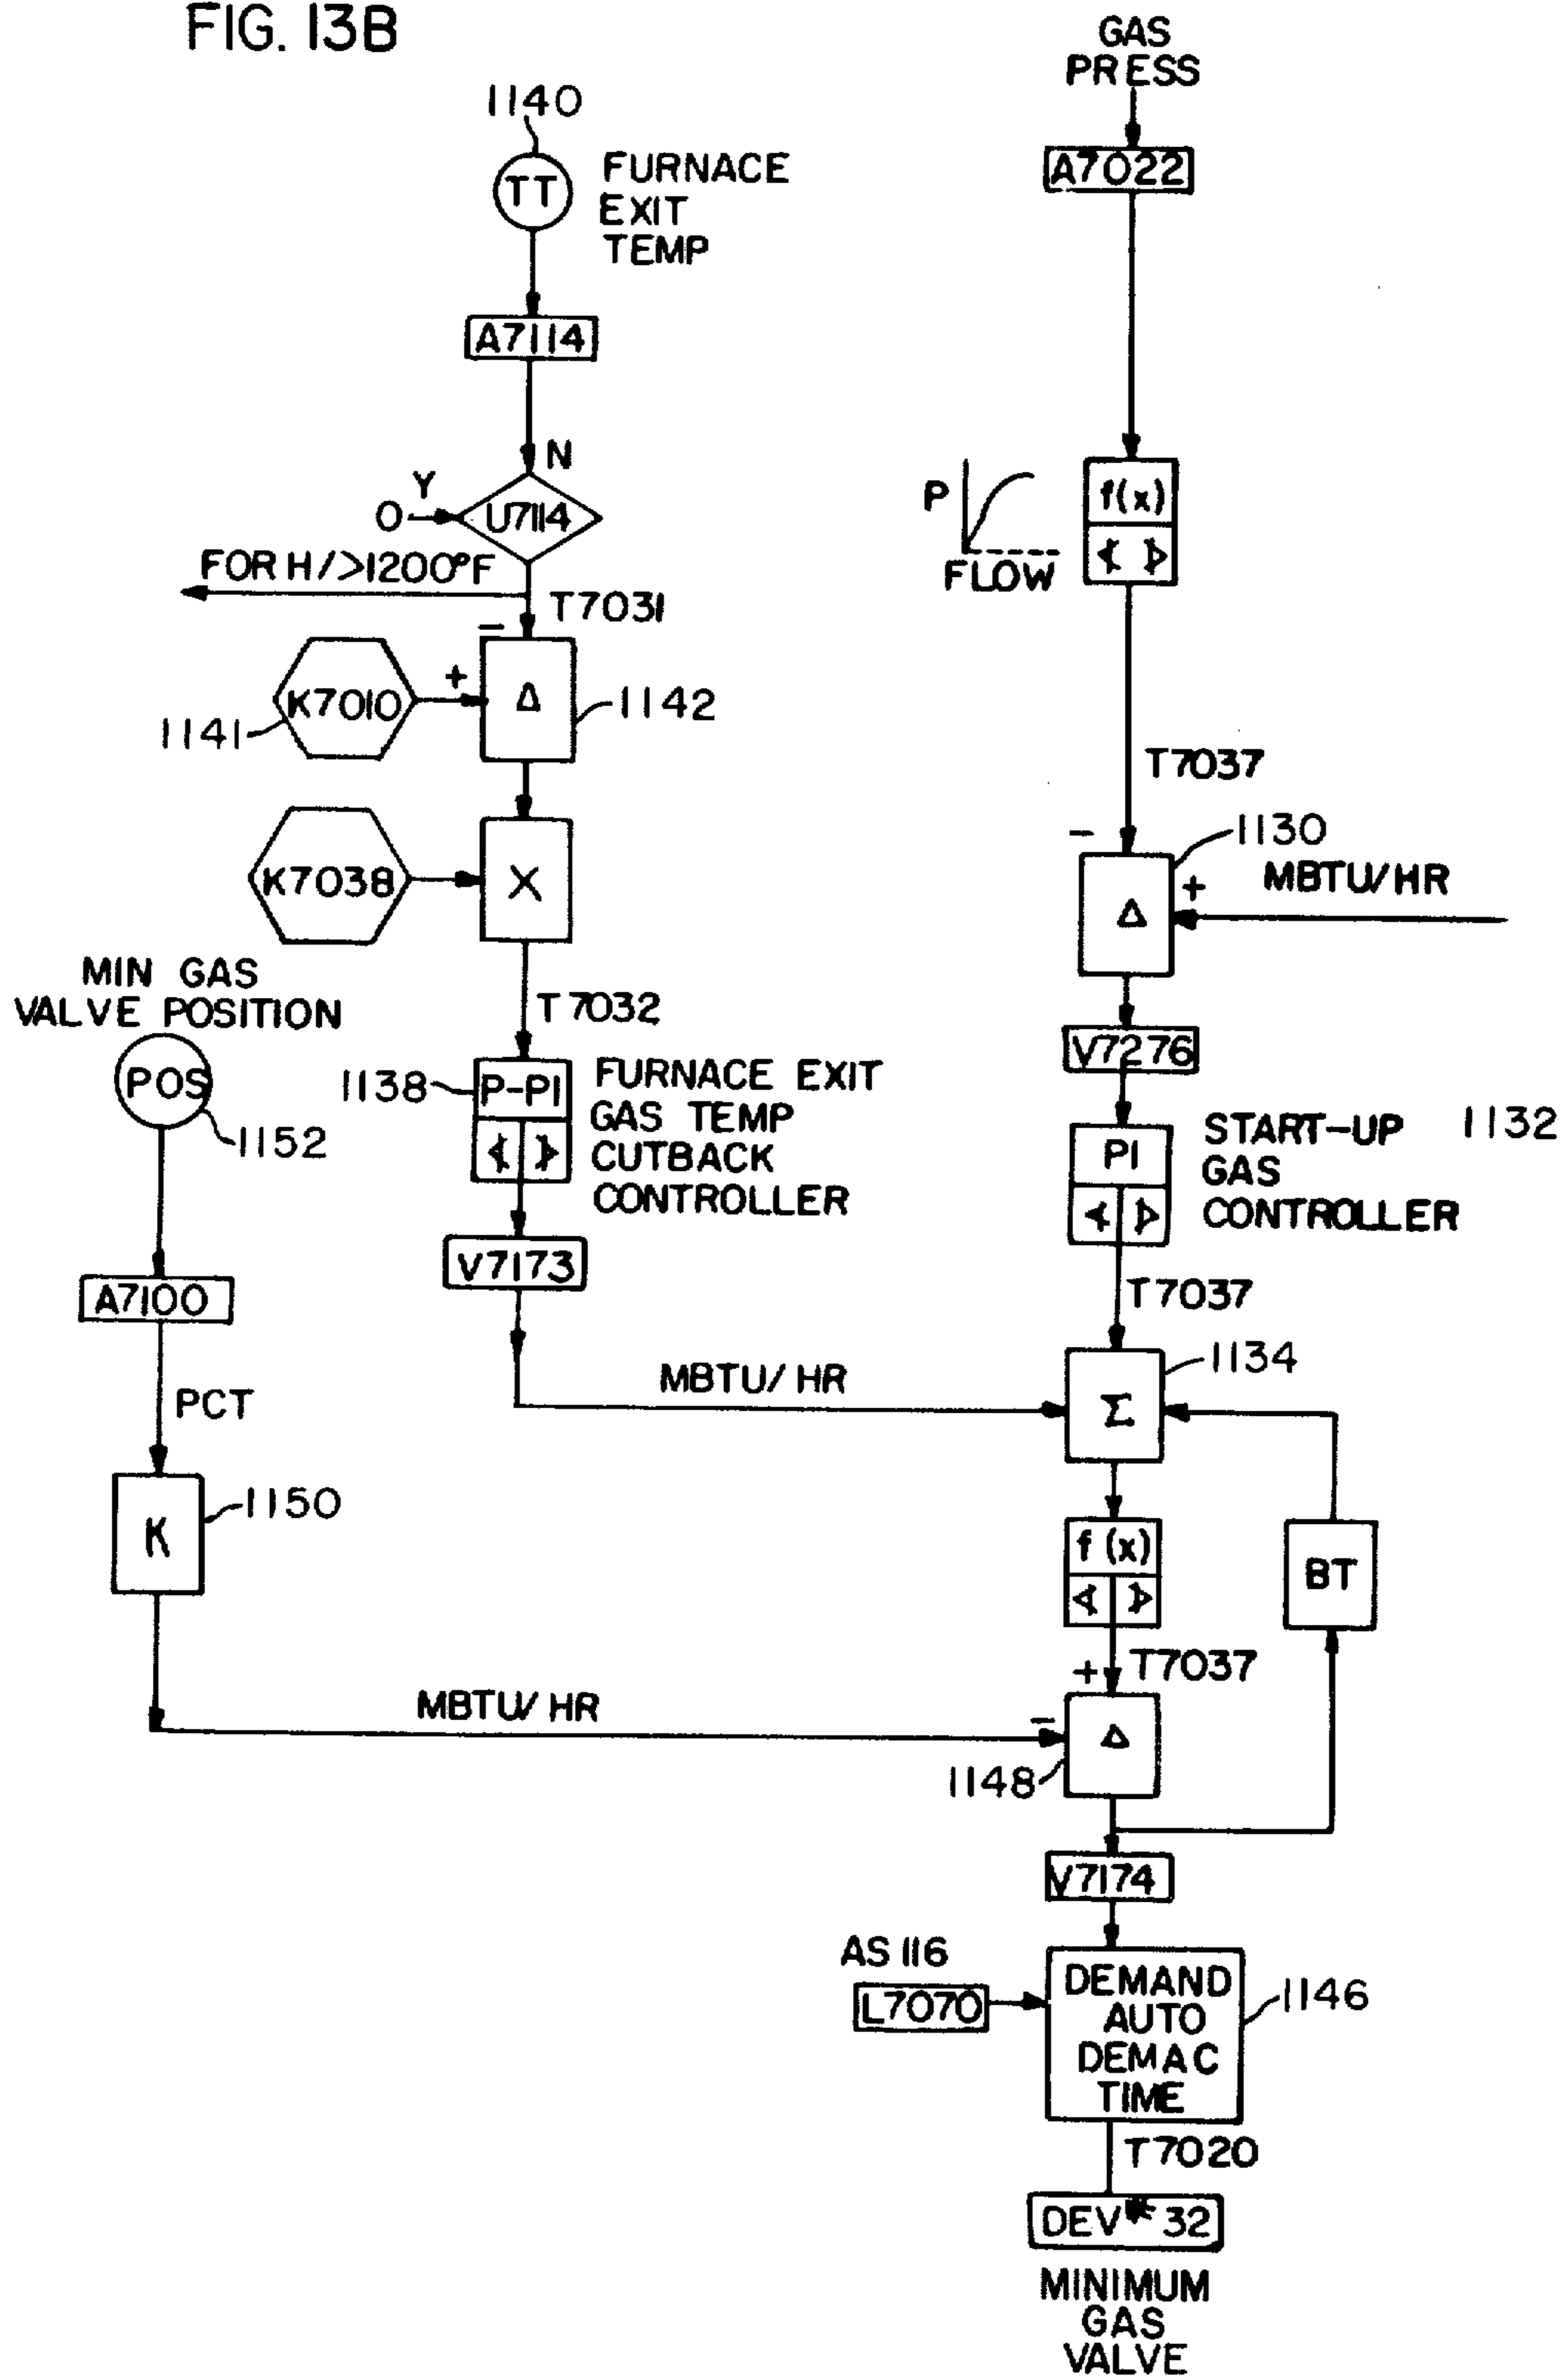 FIG. 13B
1140
TT
FURNACE
EXIT
TEMP
A7114
N
Y
O
U7114
FOR H/>1200°F
T7031
-
K7010
+
Δ
1141
1142
K7038
X
T7032
MIN GAS
VALVE POSITION
POS
1152
1138
P-PI
FURNACE EXIT
GAS TEMP
CUTBACK
CONTROLLER
V7173
A7100
PCT
K
1150
MBTU/HR
MBTU/HR
GAS
PRESS
A7022
P
FLOW
f(x)
T7037
-
1130
Δ
+
MBTU/HR
V7276
PI
START-UP
GAS
CONTROLLER
1132
T7037
1134
Σ
f(x)
BT
+
T7037
-
Δ
1148
V7174
AS 116
L7070
DEMAND
AUTO
DEMAC
TIME
1146
T7020
DEV#32
MINIMUM
GAS
VALVE